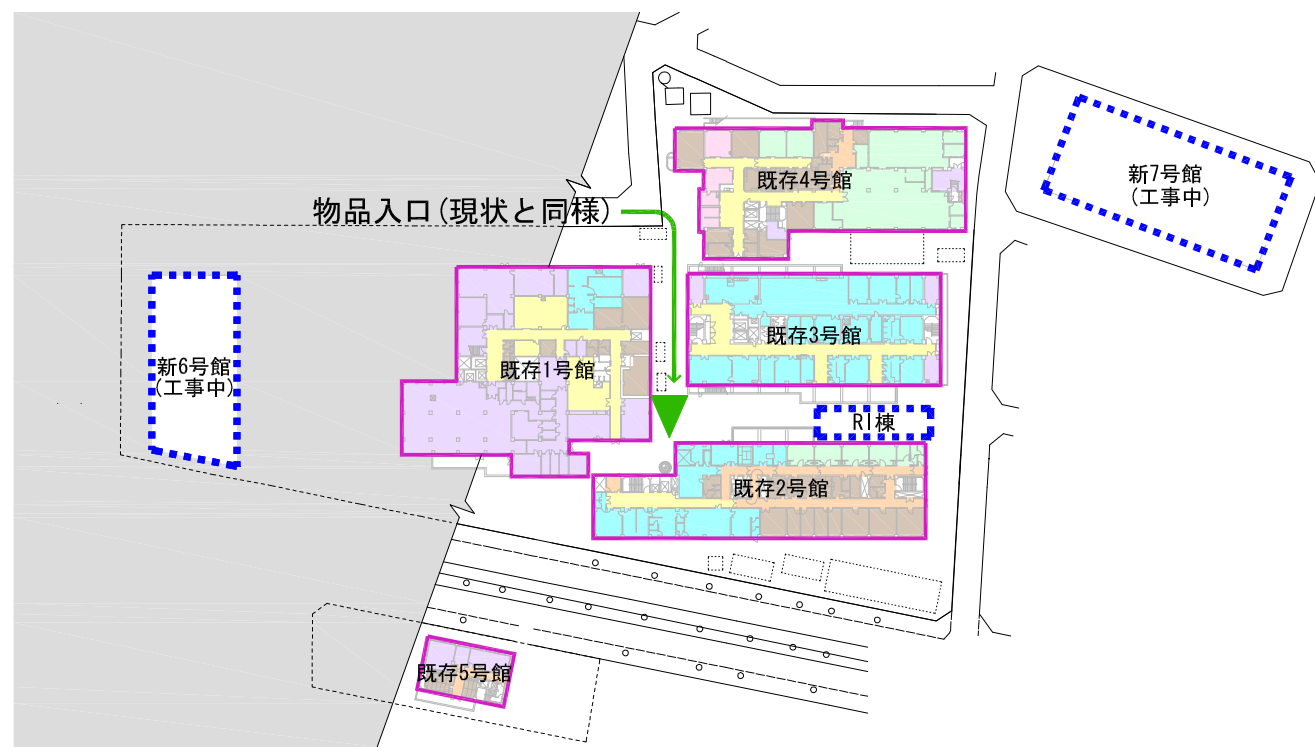 既存4号館
新7号館
(工事中)
物品入口(現状と同様)
既存3号館
新6号館
(工事中)
既存1号館
RI棟
既存2号館
既存5号館